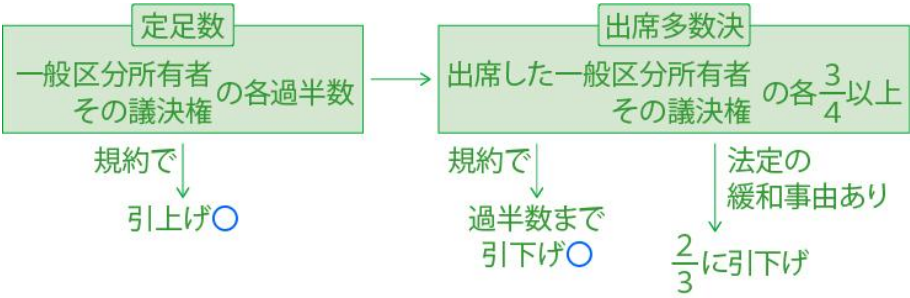 定足数
一般区分所有者
その議決権
の各過半数
規約で
引上げ○
出席多数決
出席した一般区分所有者
その議決権
の各3/4以上
規約で
過半数まで
引下げ○
法定の
緩和事由あり
2/3に引下げ